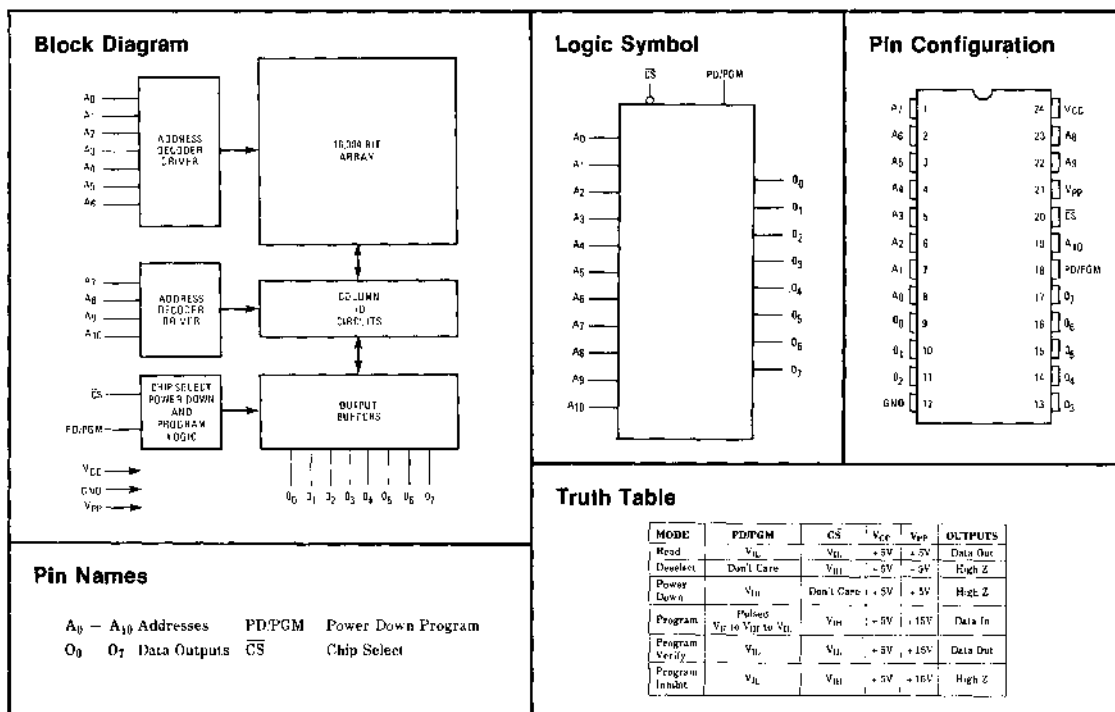 Block Diagram
A0
A1
A2
A3
A4
A5
A6
ADDRESS
DECODER
DRIVER
16,384 BIT
ARRAY
A7
A8
A9
A10
ADDRESS
DECODER
DRIVER
COLUMN
I/O
CIRCUITS
C̅S̅
PD/PGM
CHIP SELECT
POWER DOWN
AND
PROGRAM
LOGIC
OUTPUT
BUFFERS
VCC
GND
VPP
O0 O1 O2 O3 O4 O5 O6 O7
Logic Symbol
C̅S̅ PD/PGM
A0
A1
A2
A3
A4
A5
A6
A7
A8
A9
A10
O0
O1
O2
O3
O4
O5
O6
O7
Pin Configuration
A7 1 24 VCC
A6 2 23 A8
A5 3 22 A9
A4 4 21 VPP
A3 5 20 C̅S̅
A2 6 19 A10
A1 7 18 PD/PGM
A0 8 17 O7
O0 9 16 O6
O1 10 15 O5
O2 11 14 O4
GND 12 13 O3
Pin Names
A0 – A10 Addresses PD/PGM Power Down Program
O0 O7 Data Outputs C̅S̅ Chip Select
Truth Table
MODE PD/PGM C̅S̅ VCC VPP OUTPUTS
Read VIL VIL +5V +5V Data Out
Deselect Don't Care VIH +5V +5V High Z
Power
Down VIH Don't Care +5V +5V High Z
Program Pulsed
VIL to VIH to VIL VIH +5V Data In
Program
Verify VIL VIL +5V Data Out
Program
Inhibit VIL VIH +5V High Z